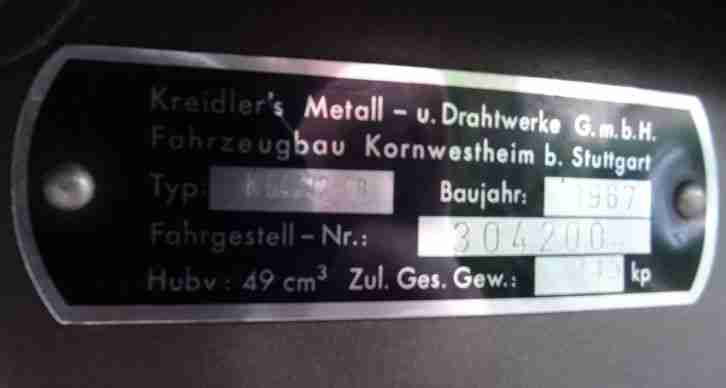 Kreidler's Metall – u. Drahtwerke G.m.b.H.
Fahrzeugbau Kornwestheim b. Stuttgart
Typ: Baujahr: 1967
Fahrgestell – Nr.: 304200
Hubv : 49 cm³ Zul. Ges. Gew.: kp